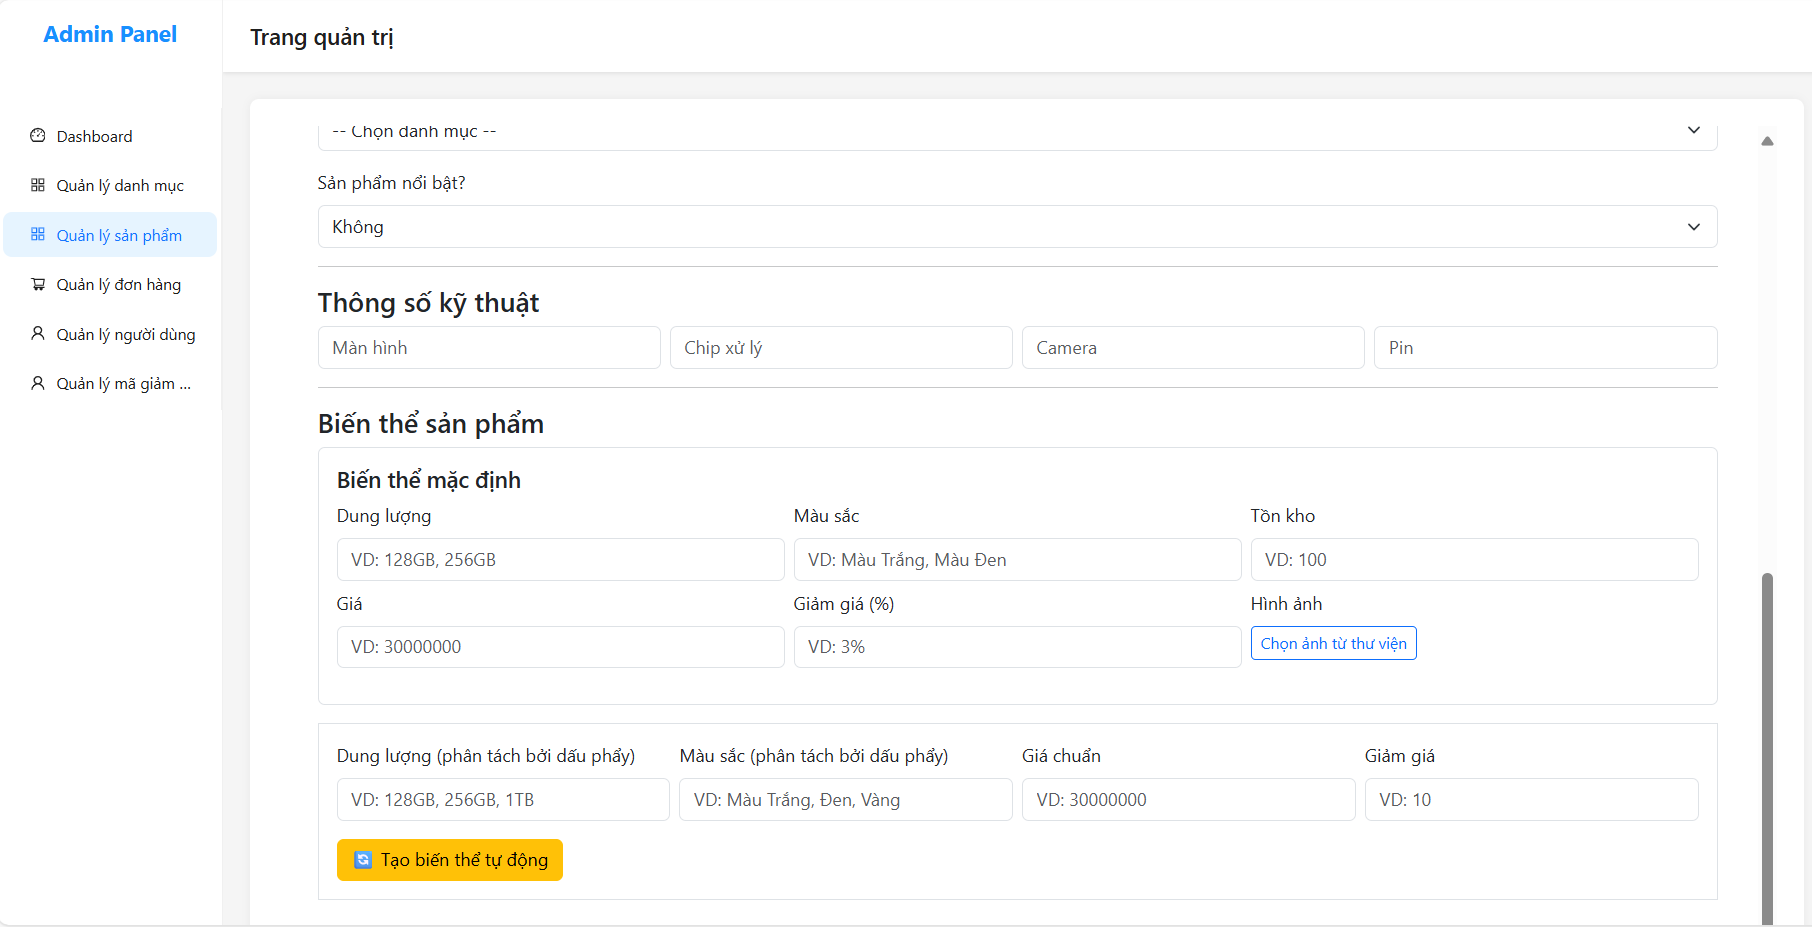 Admin Panel
Trang quản trị
Dashboard
Quản lý danh mục
Quản lý sản phẩm
Quản lý đơn hàng
Quản lý người dùng
Quản lý mã giảm ...
-- Chọn danh mục --
Sản phẩm nổi bật?
Không
Thông số kỹ thuật
Màn hình
Chip xử lý
Camera
Pin
Biến thể sản phẩm
Biến thể mặc định
Dung lượng
Màu sắc
Tồn kho
VD: 128GB, 256GB
VD: Màu Trắng, Màu Đen
VD: 100
Giá
Giảm giá (%)
Hình ảnh
VD: 30000000
VD: 3%
Chọn ảnh từ thư viện
Dung lượng (phân tách bởi dấu phẩy)
Màu sắc (phân tách bởi dấu phẩy)
Giá chuẩn
Giảm giá
VD: 128GB, 256GB, 1TB
VD: Màu Trắng, Đen, Vàng
VD: 30000000
VD: 10
Tạo biến thể tự động